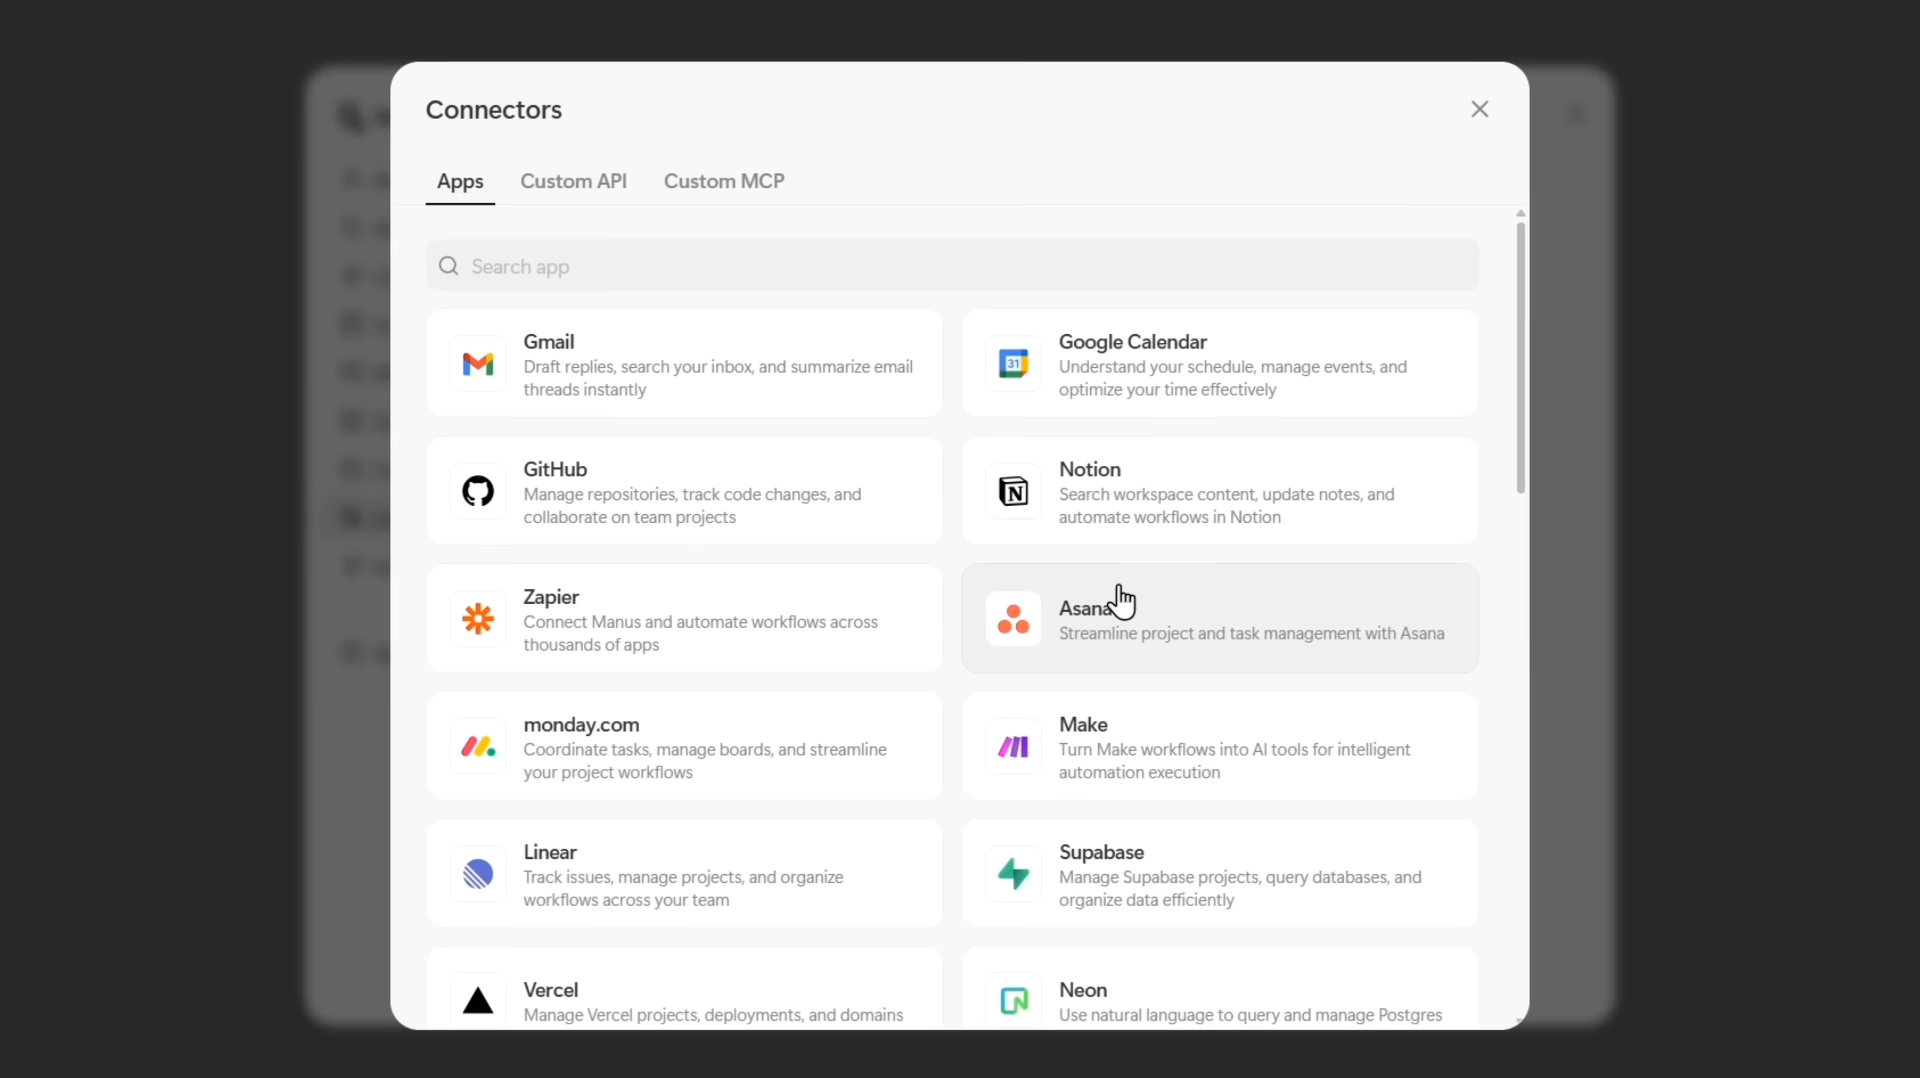 Connectors
Apps
Custom API
Custom MCP
Search app
Gmail
Draft replies, search your inbox, and summarize email
threads instantly
Google Calendar
Understand your schedule, manage events, and
optimize your time effectively
31
GitHub
Manage repositories, track code changes, and
collaborate on team projects
Notion
Search workspace content, update notes, and
automate workflows in Notion
N
Zapier
Connect Manus and automate workflows across
thousands of apps
Asana
Streamline project and task management with Asana
monday.com
Coordinate tasks, manage boards, and streamline
your project workflows
Make
Turn Make workflows into AI tools for intelligent
automation execution
Linear
Track issues, manage projects, and organize
workflows across your team
Supabase
Manage Supabase projects, query databases, and
organize data efficiently
Vercel
Manage Vercel projects, deployments, and domains
Neon
Use natural language to query and manage Postgres